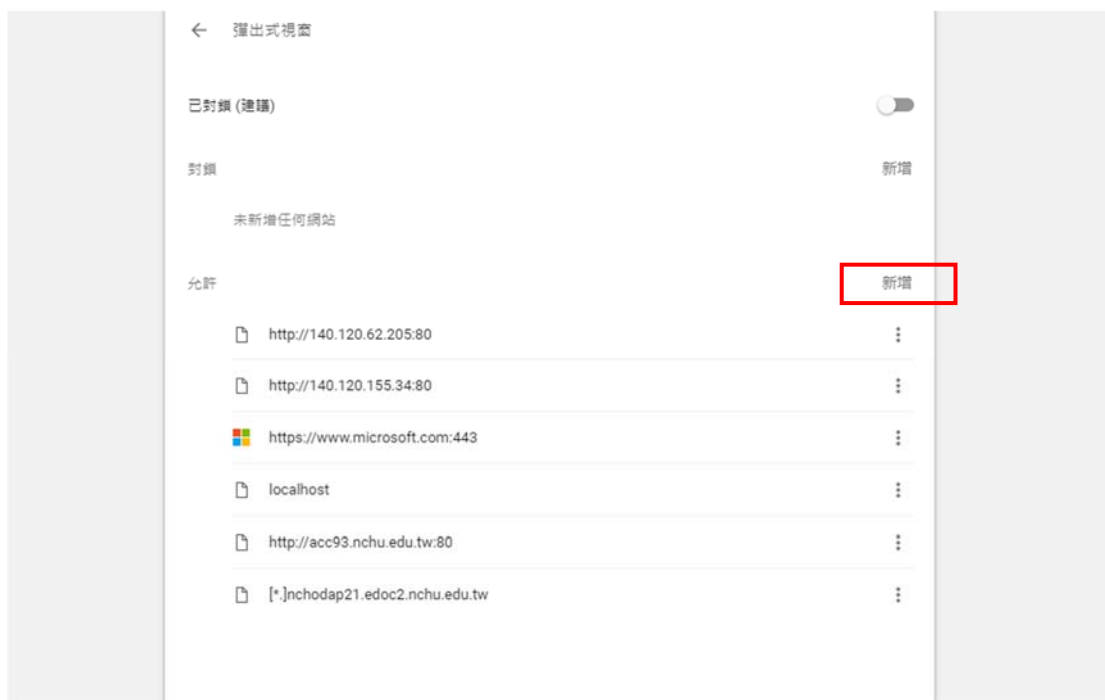 彈出式視窗
已封鎖 (建議)
封鎖 新增
未新增任何網站
允許 新增
http://140.120.62.205:80
http://140.120.155.34:80
https://www.microsoft.com:443
localhost
http://acc93.nchu.edu.tw:80
[*.]nchodap21.edoc2.nchu.edu.tw